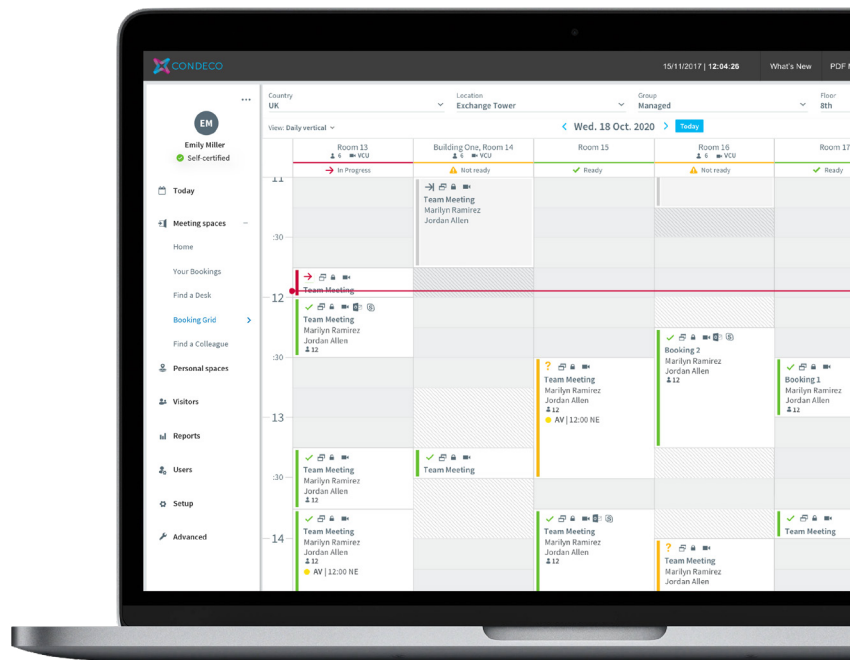 CONDECO
15/11/2017 | 12:04:26
What's New
PDF
EM
Emily Miller
Self-certified
Today
Meeting spaces
Home
Your Bookings
Find a Desk
Booking Grid
Find a Colleague
Personal spaces
Visitors
Reports
Users
Setup
Advanced
Country
UK
Location
Exchange Tower
Group
Managed
Floor
8th
View: Daily vertical
Wed. 18 Oct. 2020
Today
Room 13
6 VCU
In Progress
Building One, Room 14
6 VCU
Not ready
Room 15
Ready
Room 16
6 VCU
Not ready
Room 17
Ready
11
:30
12
:30
13
:30
14
Team Meeting
Team Meeting
Marilyn Ramirez
Jordan Allen
12
Team Meeting
Marilyn Ramirez
Jordan Allen
12
Team Meeting
Marilyn Ramirez
Jordan Allen
12
AV | 12:00 NE
Team Meeting
Marilyn Ramirez
Jordan Allen
Team Meeting
Team Meeting
Marilyn Ramirez
Jordan Allen
12
AV | 12:00 NE
Team Meeting
Marilyn Ramirez
Jordan Allen
12
Booking 2
Marilyn Ramirez
Jordan Allen
12
Team Meeting
Marilyn Ramirez
Jordan Allen
Booking 1
Marilyn Ramirez
Jordan Allen
12
Team Meeting